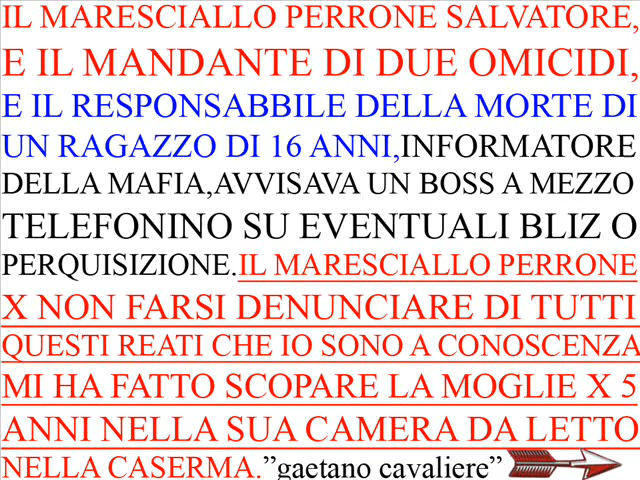 IL MARESCIALLO PERRONE SALVATORE,
E IL MANDANTE DI DUE OMICIDI,
E IL RESPONSABBILE DELLA MORTE DI
UN RAGAZZO DI 16 ANNI,INFORMATORE
DELLA MAFIA,AVVISAVA UN BOSS A MEZZO
TELEFONINO SU EVENTUALI BLIZ O
PERQUISIZIONE.IL MARESCIALLO PERRONE
X NON FARSI DENUNCIARE DI TUTTI
QUESTI REATI CHE IO SONO A CONOSCENZA
MI HA FATTO SCOPARE LA MOGLIE X 5
ANNI NELLA SUA CAMERA DA LETTO
NELLA CASERMA.”gaetano cavaliere”